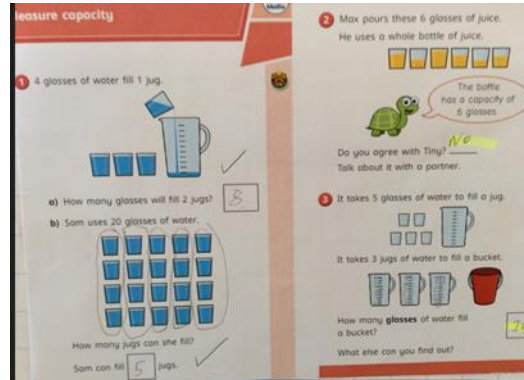 Measure capacity
Maths
1 4 glasses of water fill 1 jug.
a) How many glasses will fill 2 jugs? 8
b) Sam uses 20 glasses of water.
How many jugs can she fill?
Sam can fill 5 jugs.
2 Max pours these 6 glasses of juice.
He uses a whole bottle of juice.
The bottle
has a capacity of
6 glasses.
Do you agree with Tiny? No
Talk about it with a partner.
3 It takes 5 glasses of water to fill a jug.
It takes 3 jugs of water to fill a bucket.
How many glasses of water fill
a bucket?
What else can you find out?